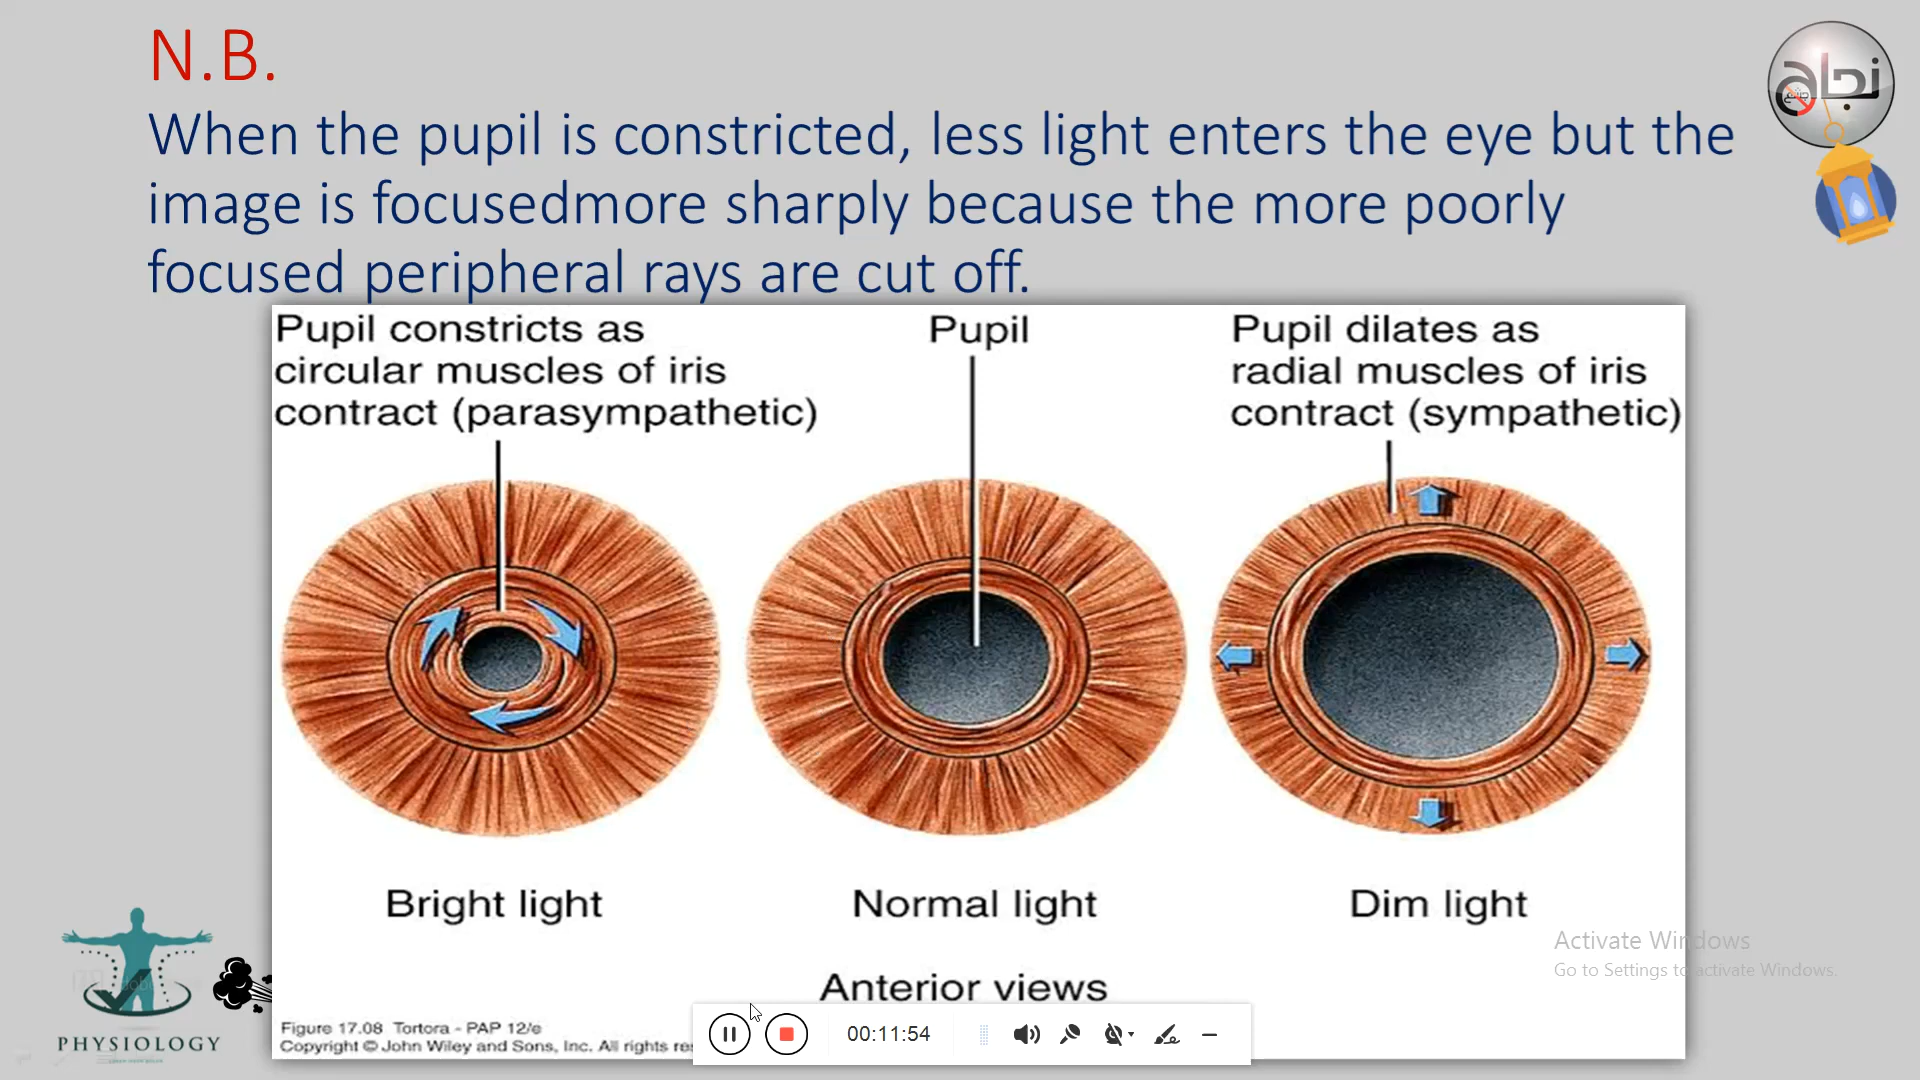 N.B.
When the pupil is constricted, less light enters the eye but the
image is focusedmore sharply because the more poorly
focused peripheral rays are cut off.
Pupil constricts as
circular muscles of iris
contract (parasympathetic)
Pupil
Pupil dilates as
radial muscles of iris
contract (sympathetic)
Bright light
Normal light
Dim light
Anterior views
Figure 17.08 Tortora - PAP 12/e
Copyright © John Wiley and Sons, Inc. All rights
PHYSIOLOGY
00:11:54
Activate Windows
Go to Settings to activate Windows.